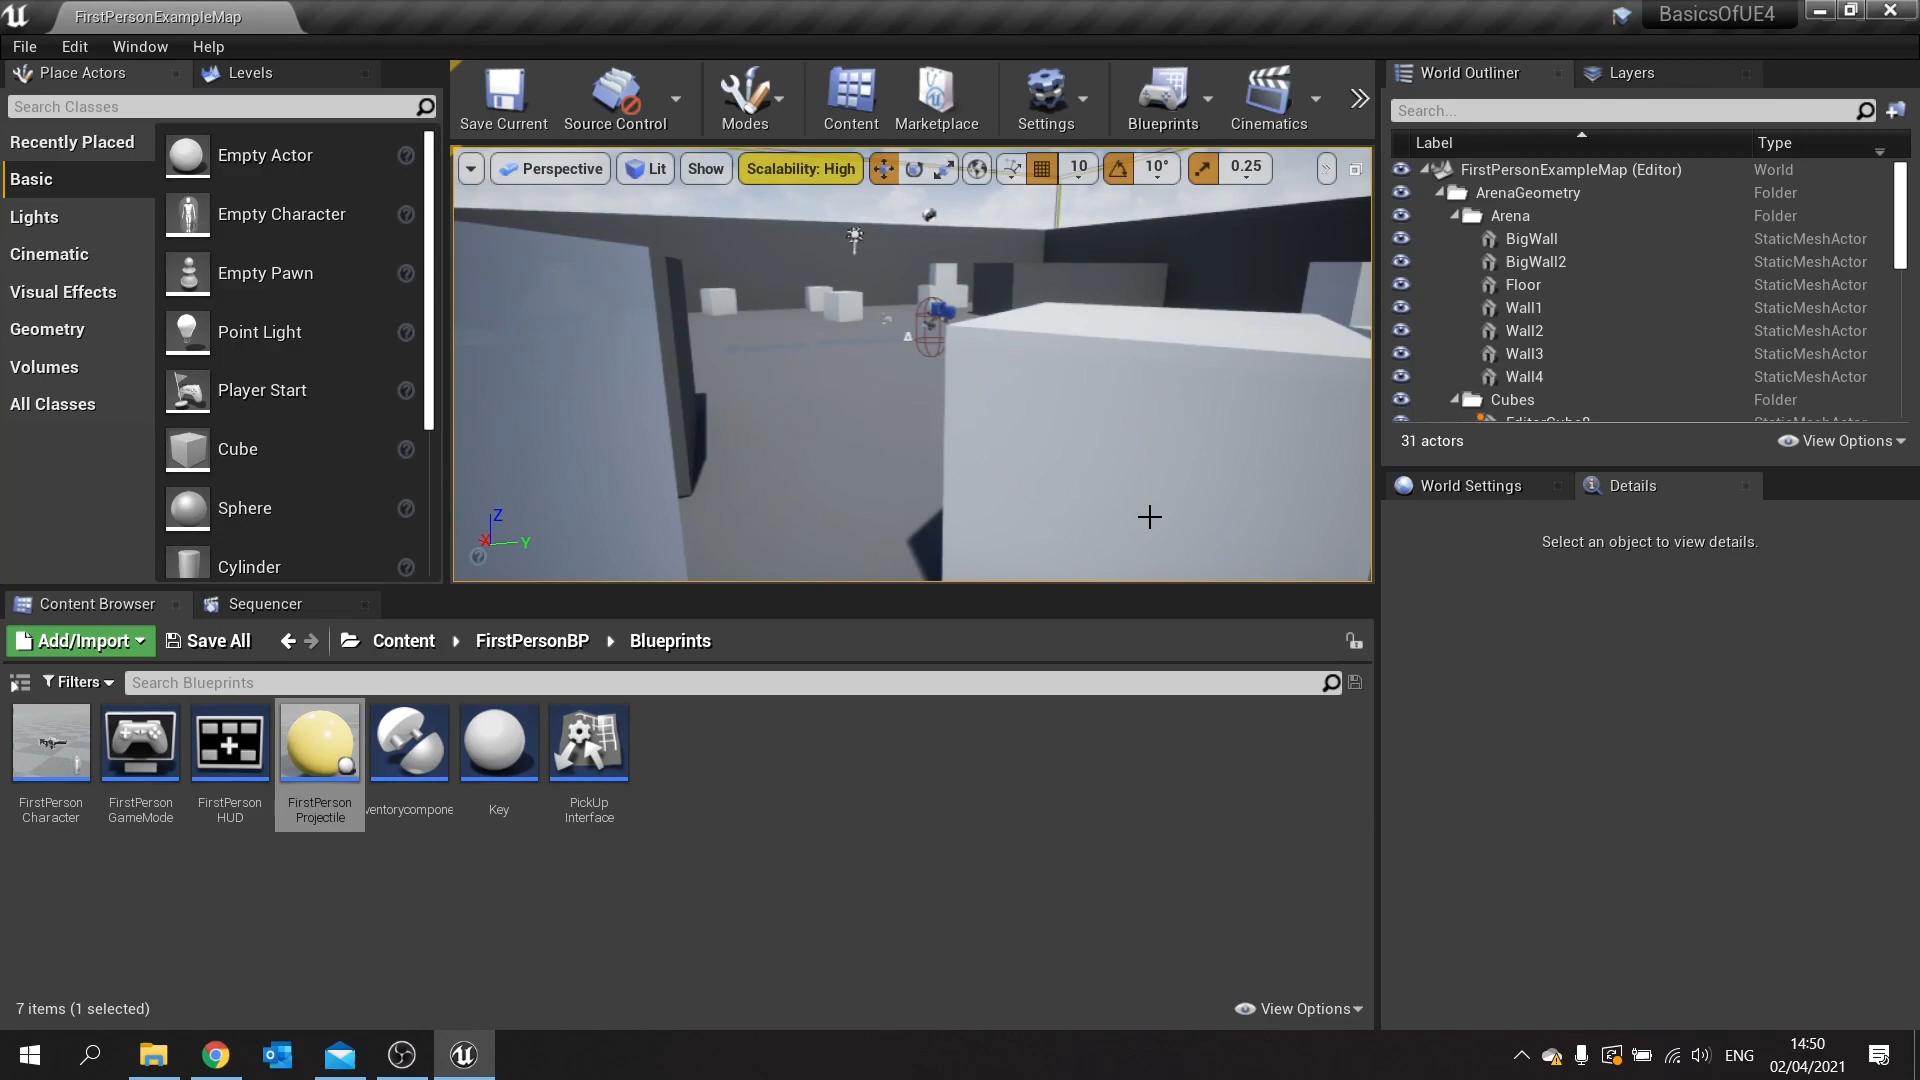 FirstPersonExampleMap
BasicsOfUE4
File Edit Window Help
Place Actors
Levels
Search Classes
Recently Placed
Basic
Lights
Cinematic
Visual Effects
Geometry
Volumes
All Classes
Empty Actor
Empty Character
Empty Pawn
Point Light
Player Start
Cube
Sphere
Cylinder
Save Current
Source Control
Modes
Content
Marketplace
Settings
Blueprints
Cinematics
Perspective
Lit
Show
Scalability: High
10
10°
0.25
Z
X
Y
World Outliner
Layers
Search...
Label Type
FirstPersonExampleMap (Editor) World
ArenaGeometry Folder
Arena Folder
BigWall StaticMeshActor
BigWall2 StaticMeshActor
Floor StaticMeshActor
Wall1 StaticMeshActor
Wall2 StaticMeshActor
Wall3 StaticMeshActor
Wall4 StaticMeshActor
Cubes Folder
31 actors
View Options
World Settings
Details
Select an object to view details.
Content Browser
Sequencer
Add/Import
Save All
Content
FirstPersonBP
Blueprints
Filters
Search Blueprints
FirstPerson
Character
FirstPerson
GameMode
FirstPerson
HUD
FirstPerson
Projectile
ventorycompone
Key
PickUp
Interface
7 items (1 selected)
View Options
ENG
14:50
02/04/2021